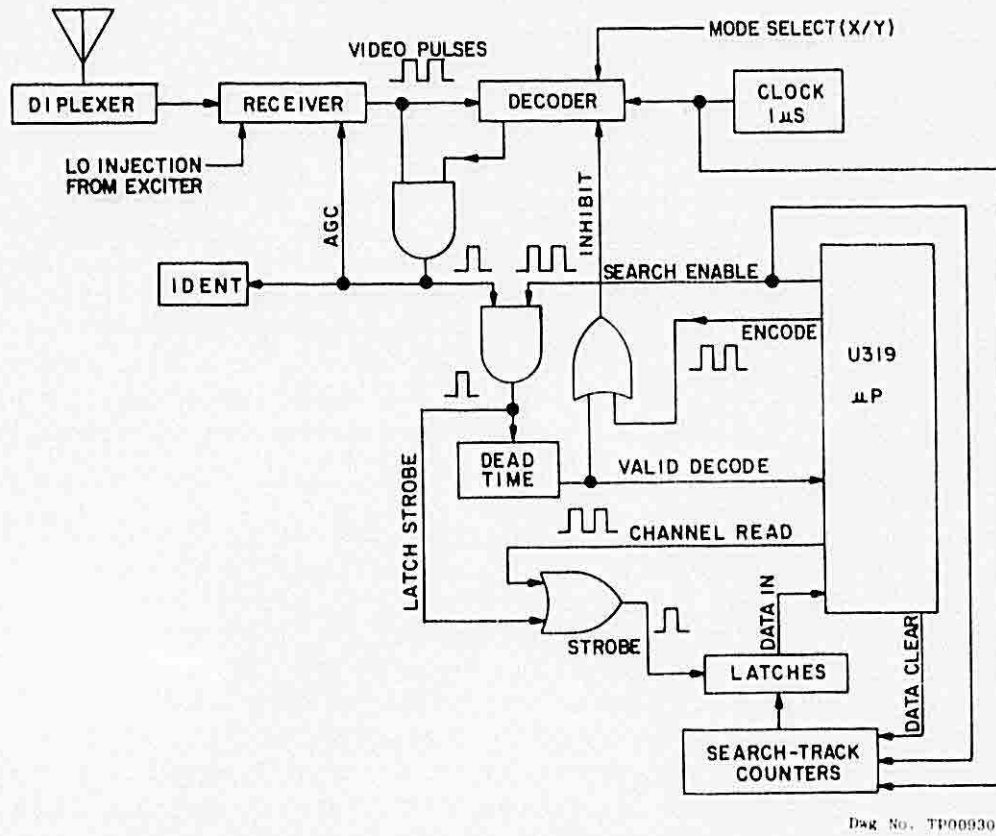 MODE SELECT (X/Y)
VIDEO PULSES
DIPLEXER
RECEIVER
DECODER
CLOCK
1 µS
LO INJECTION
FROM EXCITER
AGC
INHIBIT
IDENT
SEARCH ENABLE
ENCODE
U319
µP
DEAD
TIME
VALID DECODE
LATCH STROBE
CHANNEL READ
DATA IN
STROBE
LATCHES
DATA CLEAR
SEARCH-TRACK
COUNTERS
Dwg No. TP00930